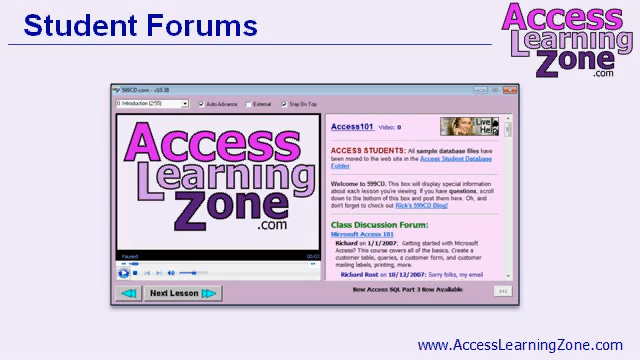 Student Forums
Access
Learning
Zone
.com
599CD.com - v10.38
0. Introduction (2:55)
Auto Advance
External
Stay On Top
Access
Learning
Zone
.com
Paused
00:03
Next Lesson
Access101 Video: 0
Live
Help
ACCESS STUDENTS: All sample database files have
been moved to the web site in the Access Student Database
Folder.
Welcome to 599CD. This box will display special information
about each lesson you're viewing. If you have questions, scroll
down to the bottom of this box and post them here. Oh, and
don't forget to check out Rick's 599CD Blog!
Class Discussion Forum:
Microsoft Access 101
Richard on 1/1/2007: Getting started with Microsoft
Access? This course covers all of the basics. Create a
customer table, queries, a customer form, and customer
mailing labels, printing, more.
Richard Rost on 10/12/2007: Sorry folks, my email
New Access SQL Part 3 Now Available
<<<
www.AccessLearningZone.com